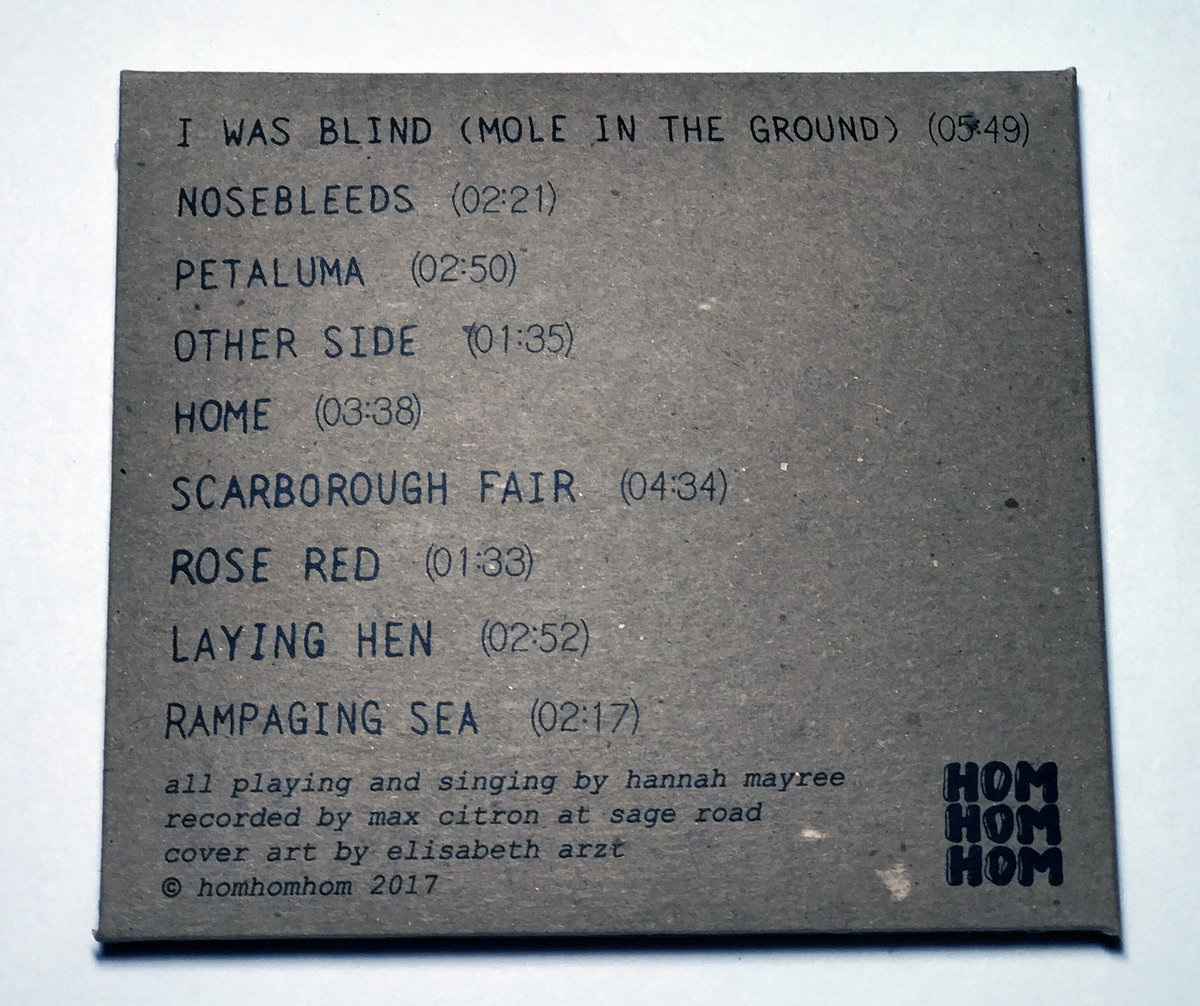 I WAS BLIND (MOLE IN THE GROUND) (05:49)
NOSEBLEEDS (02:21)
PETALUMA (02:50)
OTHER SIDE (01:35)
HOME (03:38)
SCARBOROUGH FAIR (04:34)
ROSE RED (01:33)
LAYING HEN (02:52)
RAMPAGING SEA (02:17)
all playing and singing by hannah mayree
recorded by max citron at sage road
cover art by elisabeth arzt
© homhomhom 2017
HOM
HOM
HOM